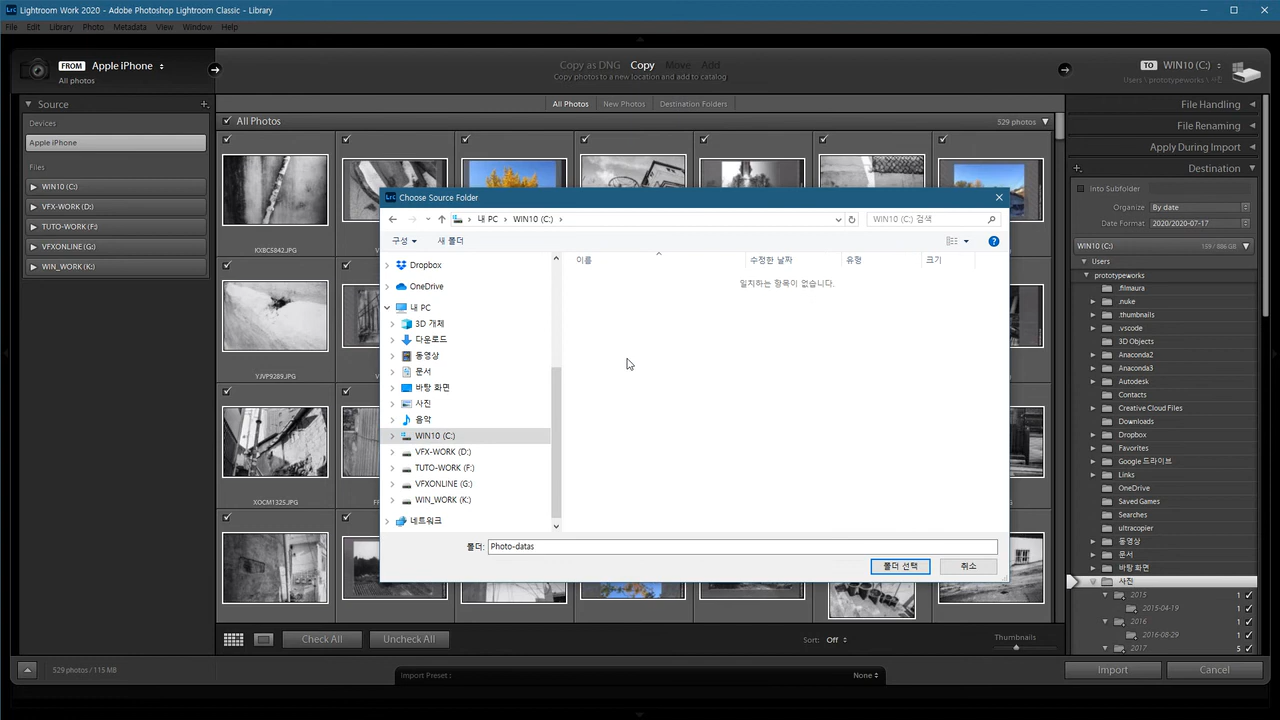 Lightroom Work 2020 - Adobe Photoshop Lightroom Classic - Library
File Edit Library Photo Metadata View Window Help
FROM Apple iPhone
All photos
Copy as DNG Copy Move Add
Copy photos to a new location and add to catalog
TO WIN10 (C:)
Users \ prototypeworks \ 사진
Source
Devices
Apple iPhone
Files
WIN10 (C:)
VFX-WORK (D:)
TUTO-WORK (F:)
VFXONLINE (G:)
WIN_WORK (K:)
All Photos New Photos Destination Folders
All Photos
529 photos
KXBC5842.JPG
YJVP9289.JPG
XOCM1325.JPG
Choose Source Folder
내 PC WIN10 (C:)
WIN10 (C:) 검색
구성 새 폴더
Dropbox
OneDrive
내 PC
3D 개체
다운로드
동영상
문서
바탕 화면
사진
음악
WIN10 (C:)
VFX-WORK (D:)
TUTO-WORK (F:)
VFXONLINE (G:)
WIN_WORK (K:)
네트워크
이름 수정한 날짜 유형 크기
일치하는 항목이 없습니다.
폴더: Photo-datas
폴더 선택 취소
File Handling
File Renaming
Apply During Import
Destination
Into Subfolder
Organize By date
Date Format 2020/2020-07-17
WIN10 (C:) 159 / 886 GB
Users
prototypeworks
.filmaura
.nuke
.thumbnails
.vscode
3D Objects
Anaconda2
Anaconda3
Autodesk
Contacts
Creative Cloud Files
Downloads
Dropbox
Favorites
Google 드라이브
Links
OneDrive
Saved Games
Searches
ultracopier
동영상
문서
바탕 화면
사진
2015 1
2015-04-19 1
2016 1
2016-08-29 1
2017 5
Check All Uncheck All
Sort: Off
Thumbnails
529 photos / 115 MB
Import Preset : None
Import Cancel